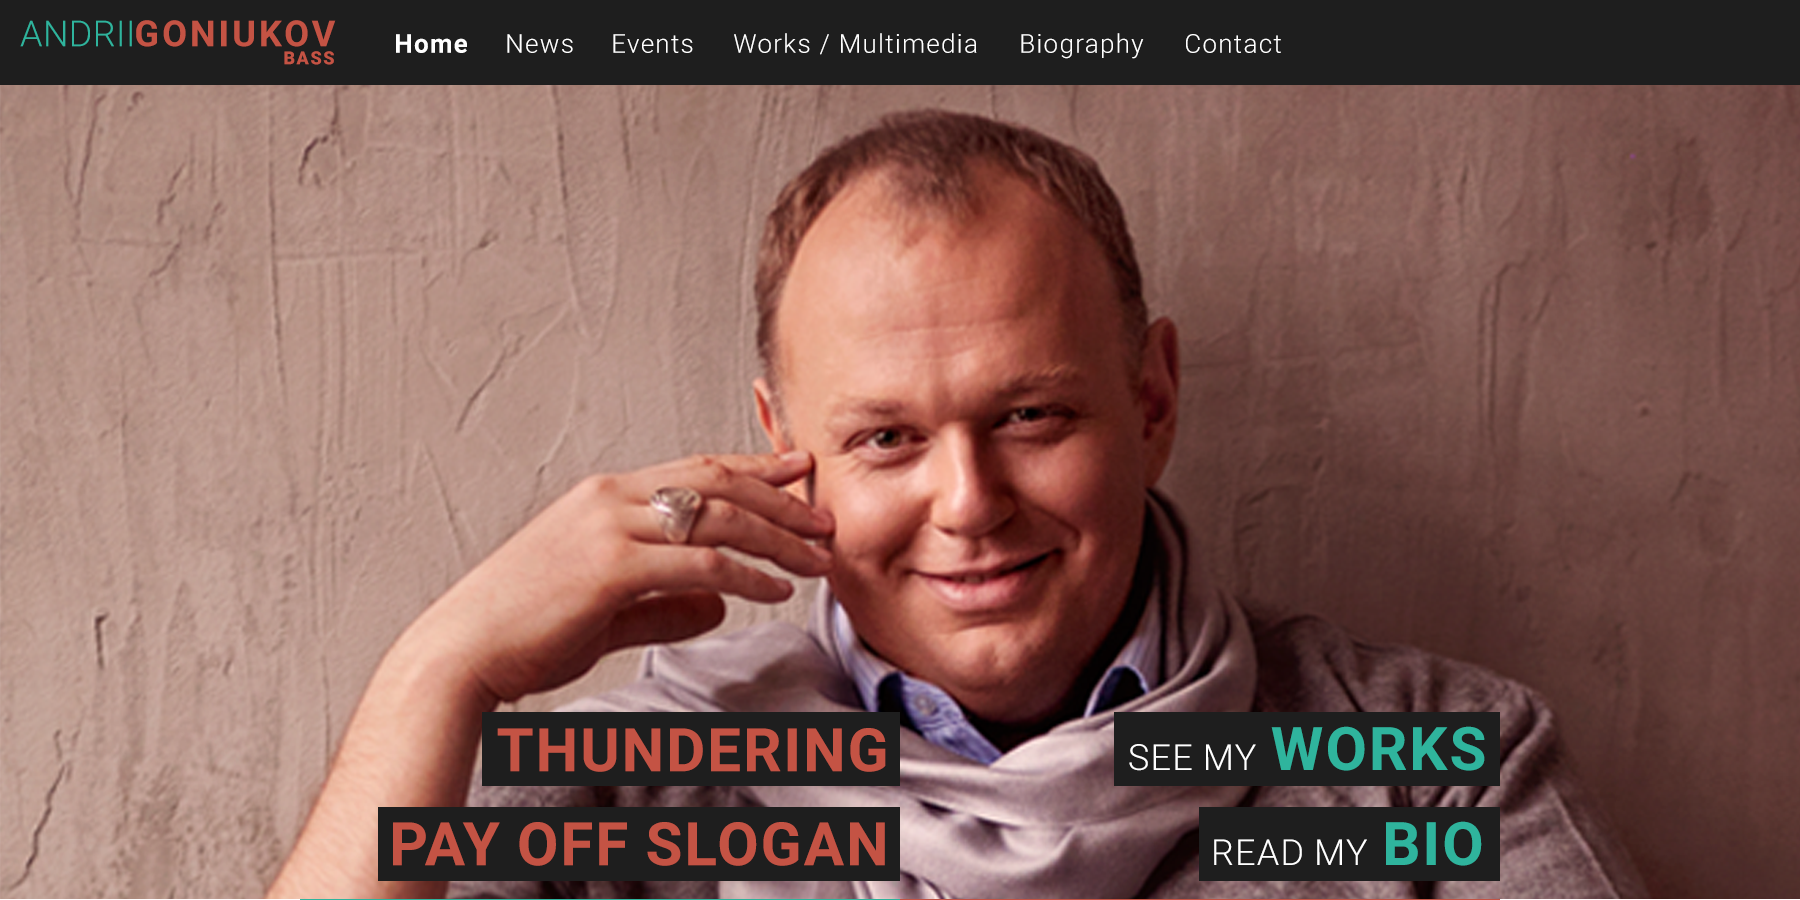 ANDRIIGONIUKOV
BASS
Home News Events Works / Multimedia Biography Contact
THUNDERING
PAY OFF SLOGAN
SEE MY WORKS
READ MY BIO